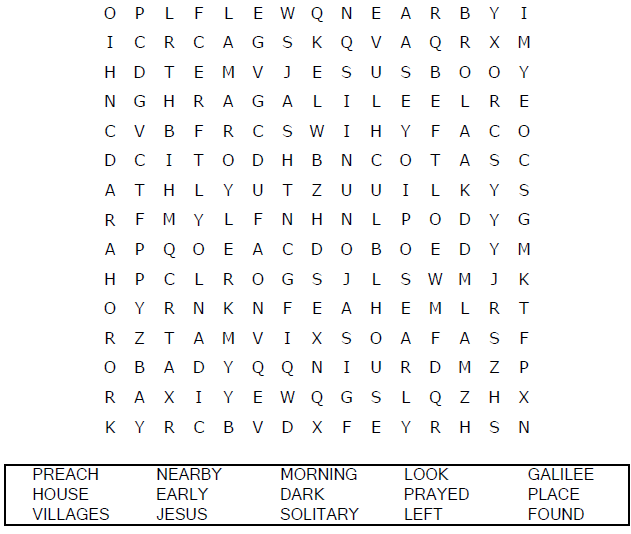 O P L F L E W Q N E A R B Y I
I C R C A G S K Q V A Q R X M
H D T E M V J E S U S B O O Y
N G H R A G A L I L E E L R E
C V B F R C S W I H Y F A C O
D C I T O D H B N C O T A S C
A T H L Y U T Z U U I L K Y S
R F M Y L F N H N L P O D Y G
A P Q O E A C D O B O E D Y M
H P C L R O G S J L S W M J K
O Y R N K N F E A H E M L R T
R Z T A M V I X S O A F A S F
O B A D Y Q Q N I U R D M Z P
R A X I Y E W Q G S L Q Z H X
K Y R C B V D X F E Y R H S N
PREACH NEARBY MORNING LOOK GALILEE
HOUSE EARLY DARK PRAYED PLACE
VILLAGES JESUS SOLITARY LEFT FOUND